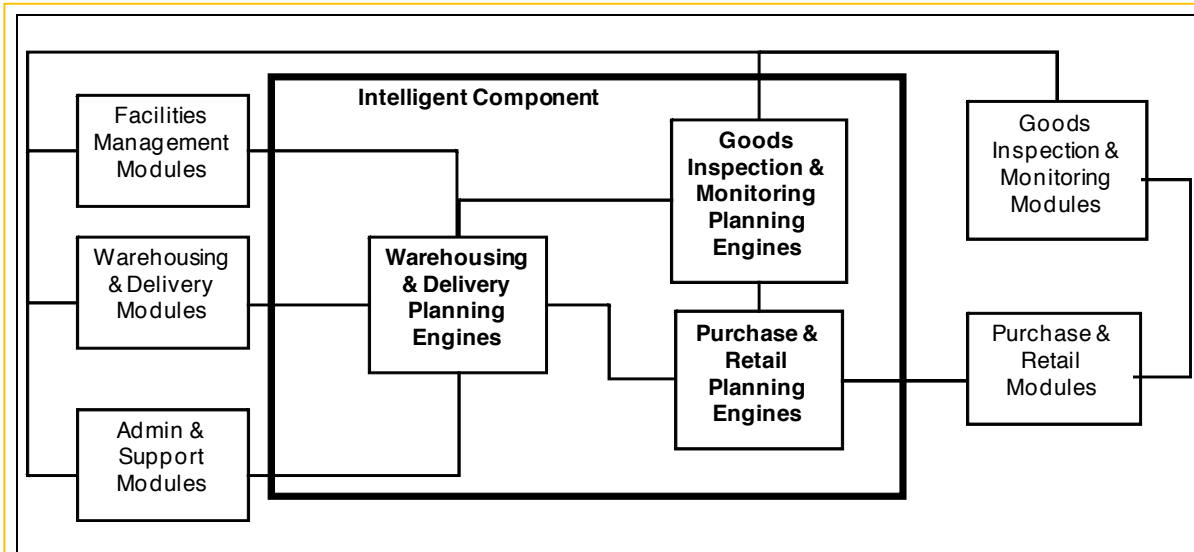 Intelligent Component
Facilities
Management
Modules
Goods
Inspection &
Monitoring
Planning
Engines
Goods
Inspection &
Monitoring
Modules
Warehousing
& Delivery
Modules
Warehousing
& Delivery
Planning
Engines
Purchase &
Retail
Planning
Engines
Purchase &
Retail
Modules
Admin &
Support
Modules